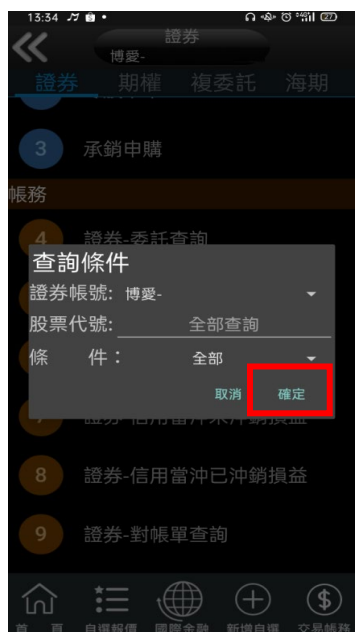 13:34
27
證券
博愛-
證券 期權 複委託 海期
3 承銷申購
帳務
4 證券-委託查詢
查詢條件
證券帳號: 博愛-
股票代號: 全部查詢
條 件： 全部
取消 確定
7 證券-信用當沖未沖銷損益
8 證券-信用當沖已沖銷損益
9 證券-對帳單查詢
首 頁 自選報價 國際金融 新增自選 交易帳務